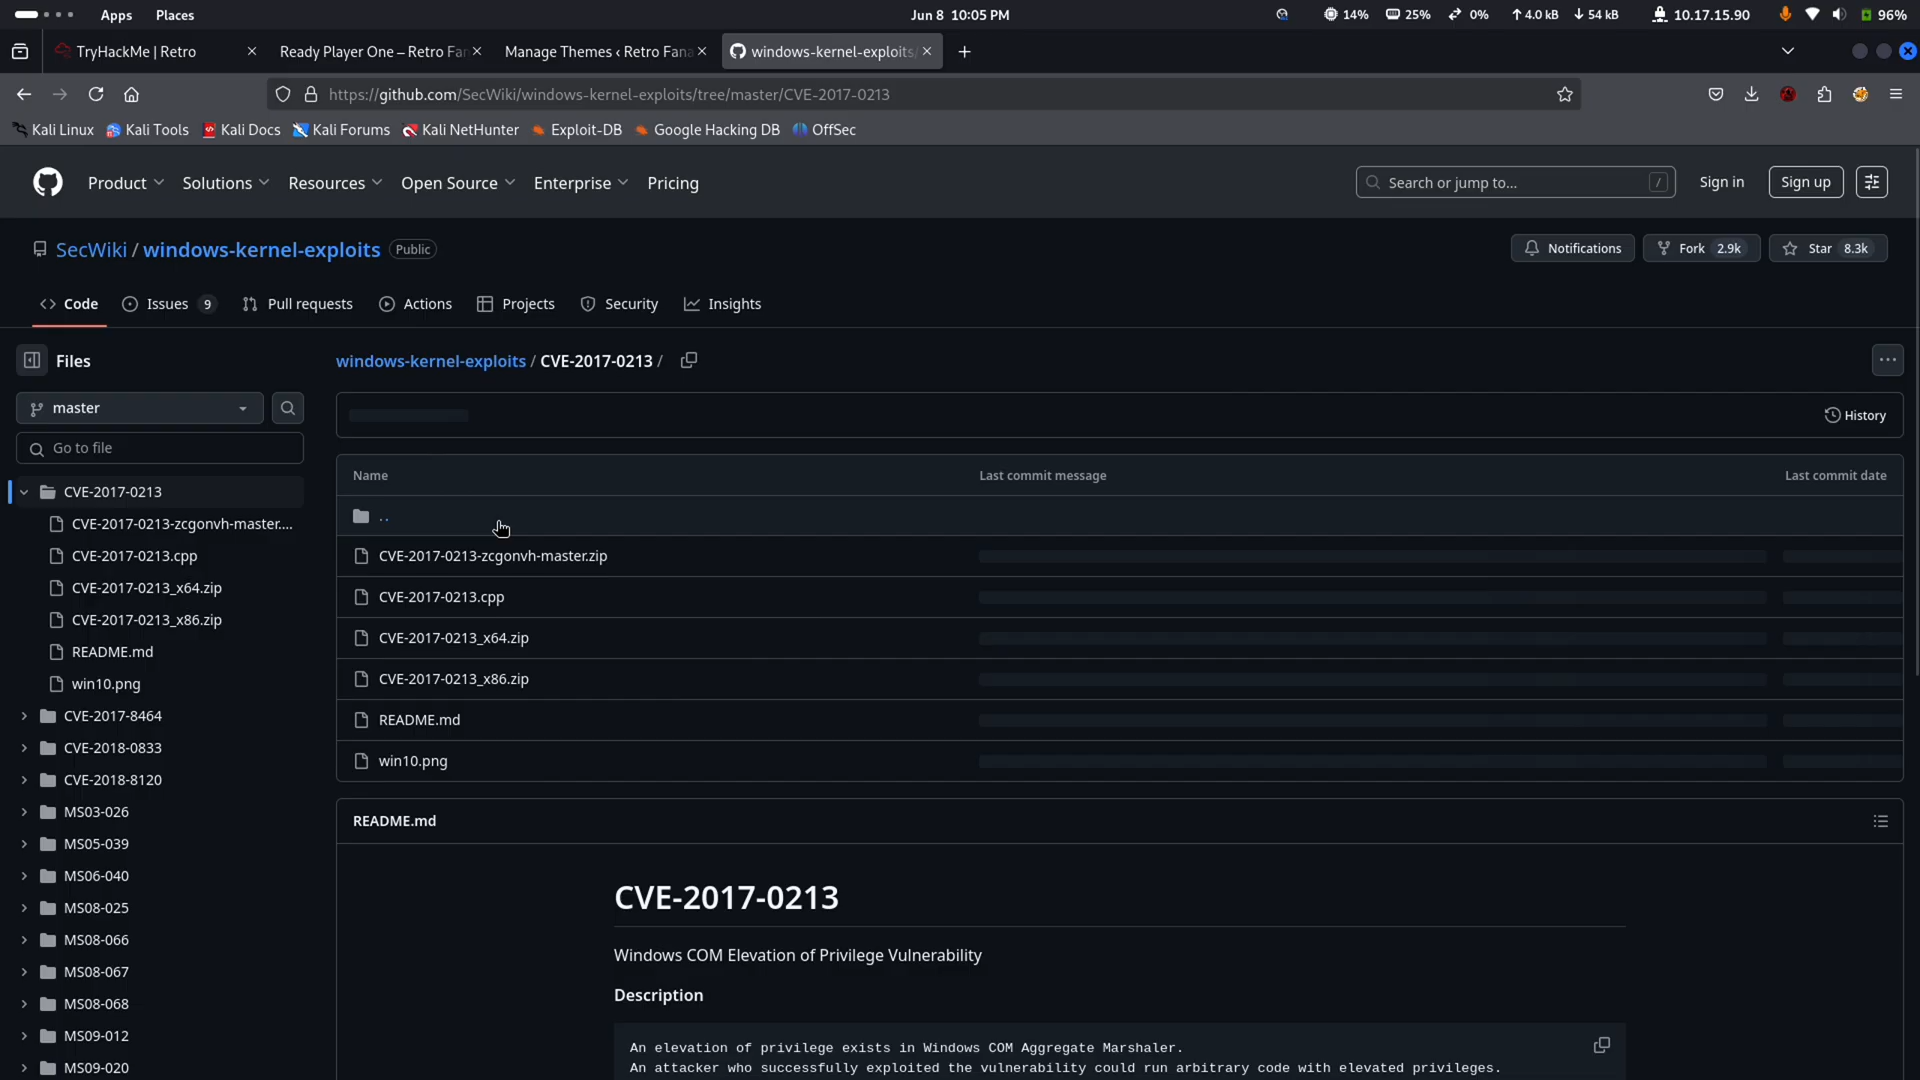 Apps Places Jun 8 10:05 PM 14% 25% 0% 4.0 kB 54 kB 10.17.15.90 96%
TryHackMe | Retro Ready Player One – Retro Fan Manage Themes ‹ Retro Fana windows-kernel-exploits/
https://github.com/SecWiki/windows-kernel-exploits/tree/master/CVE-2017-0213
Kali Linux Kali Tools Kali Docs Kali Forums Kali NetHunter Exploit-DB Google Hacking DB OffSec
Product Solutions Resources Open Source Enterprise Pricing Search or jump to... / Sign in Sign up
SecWiki / windows-kernel-exploits Public Notifications Fork 2.9k Star 8.3k
Code Issues 9 Pull requests Actions Projects Security Insights
Files
master
Go to file
CVE-2017-0213
CVE-2017-0213-zcgonvh-master....
CVE-2017-0213.cpp
CVE-2017-0213_x64.zip
CVE-2017-0213_x86.zip
README.md
win10.png
CVE-2017-8464
CVE-2018-0833
CVE-2018-8120
MS03-026
MS05-039
MS06-040
MS08-025
MS08-066
MS08-067
MS08-068
MS09-012
MS09-020
windows-kernel-exploits / CVE-2017-0213 /
History
Name Last commit message Last commit date
..
CVE-2017-0213-zcgonvh-master.zip
CVE-2017-0213.cpp
CVE-2017-0213_x64.zip
CVE-2017-0213_x86.zip
README.md
win10.png
README.md
CVE-2017-0213
Windows COM Elevation of Privilege Vulnerability
Description
An elevation of privilege exists in Windows COM Aggregate Marshaler.
An attacker who successfully exploited the vulnerability could run arbitrary code with elevated privileges.